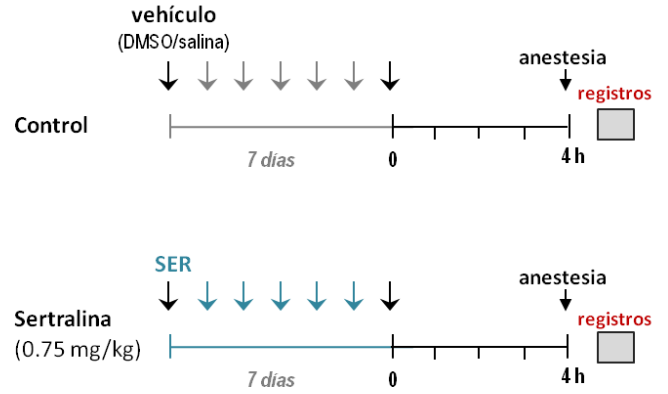 vehículo
(DMSO/salina)
anestesia
registros
Control
7 días
0
4 h
SER
anestesia
registros
Sertralina
(0.75 mg/kg)
7 días
0
4 h